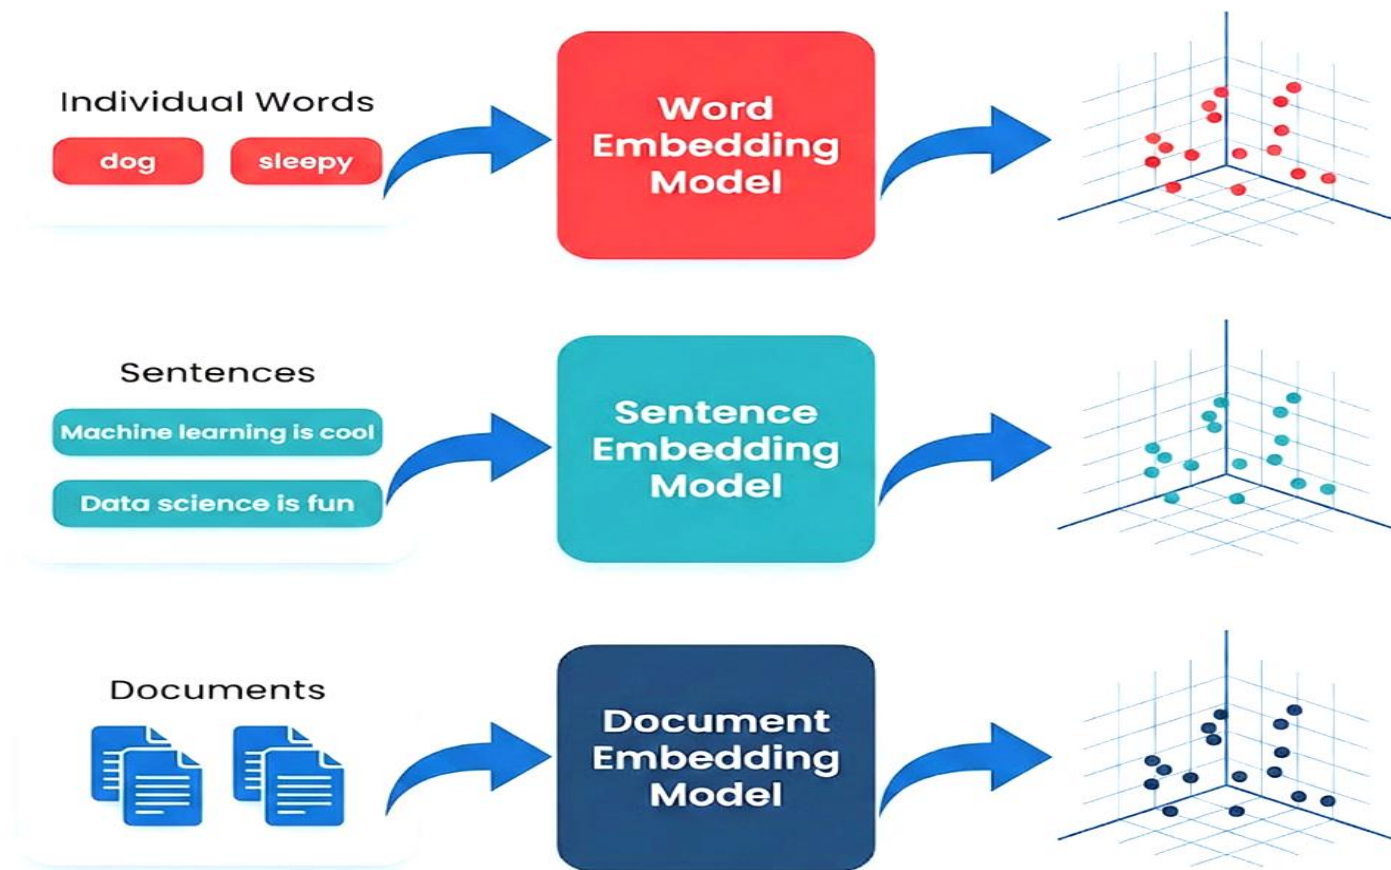 Individual Words
dog
sleepy
Word
Embedding
Model
Sentences
Machine learning is cool
Data science is fun
Sentence
Embedding
Model
Documents
Document
Embedding
Model